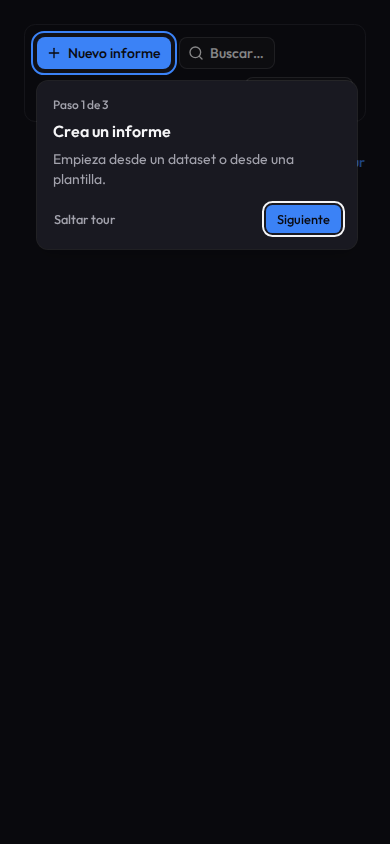 Nuevo informe
Buscar...
Paso 1 de 3
Crea un informe
Empieza desde un dataset o desde una
plantilla.
Saltar tour
Siguiente